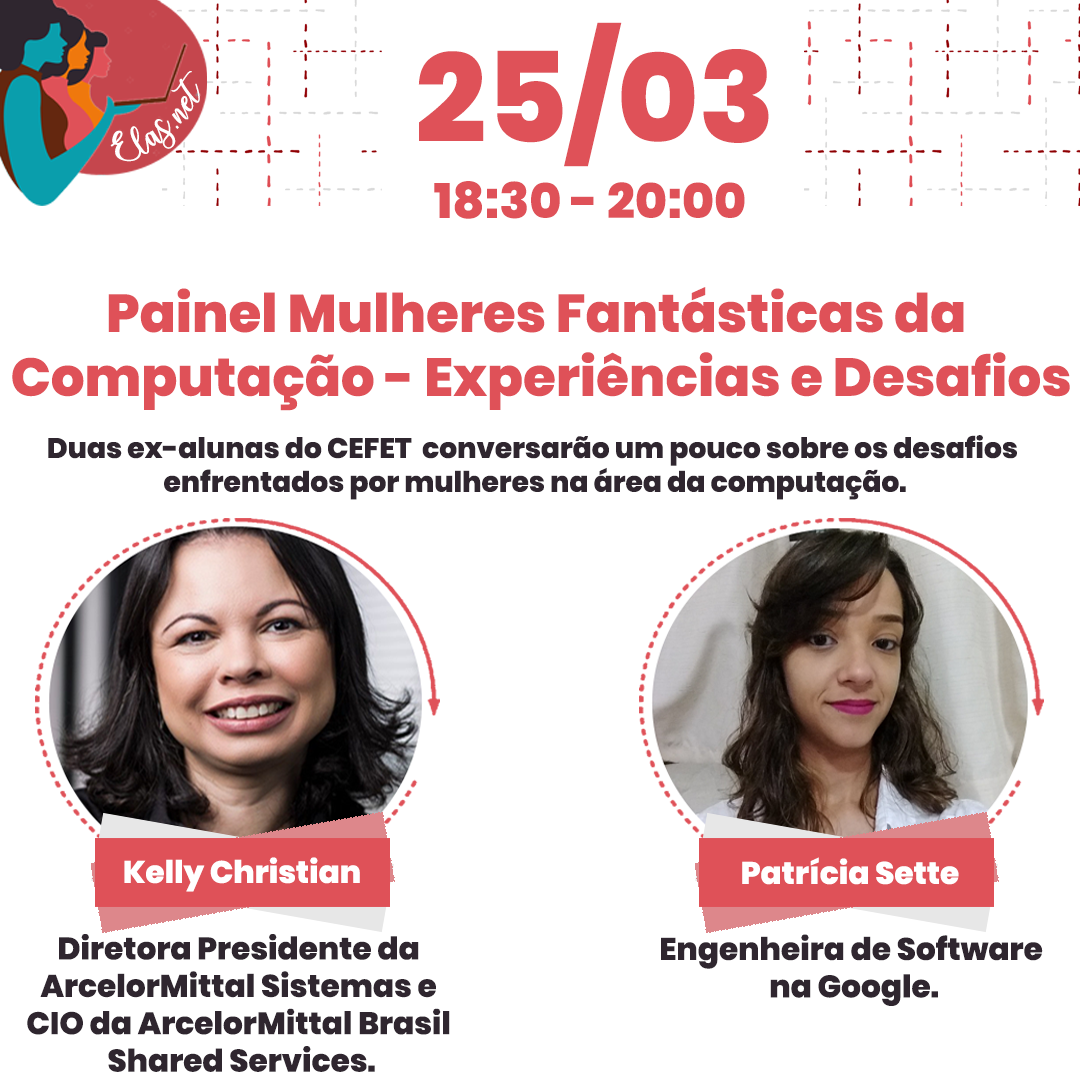 Elas.net
25/03
18:30 - 20:00
Painel Mulheres Fantásticas da
Computação - Experiências e Desafios
Duas ex-alunas do CEFET conversarão um pouco sobre os desafios
enfrentados por mulheres na área da computação.
Kelly Christian
Diretora Presidente da
ArcelorMittal Sistemas e
CIO da ArcelorMittal Brasil
Shared Services.
Patrícia Sette
Engenheira de Software
na Google.